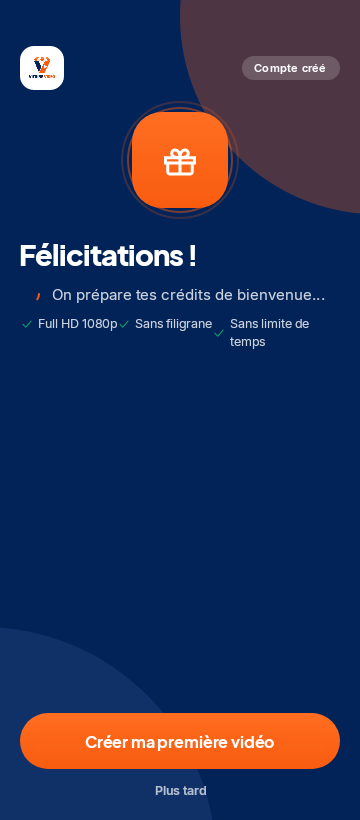 Compte créé
Félicitations !
On prépare tes crédits de bienvenue...
Full HD 1080p
Sans filigrane
Sans limite de
temps
Créer ma première vidéo
Plus tard